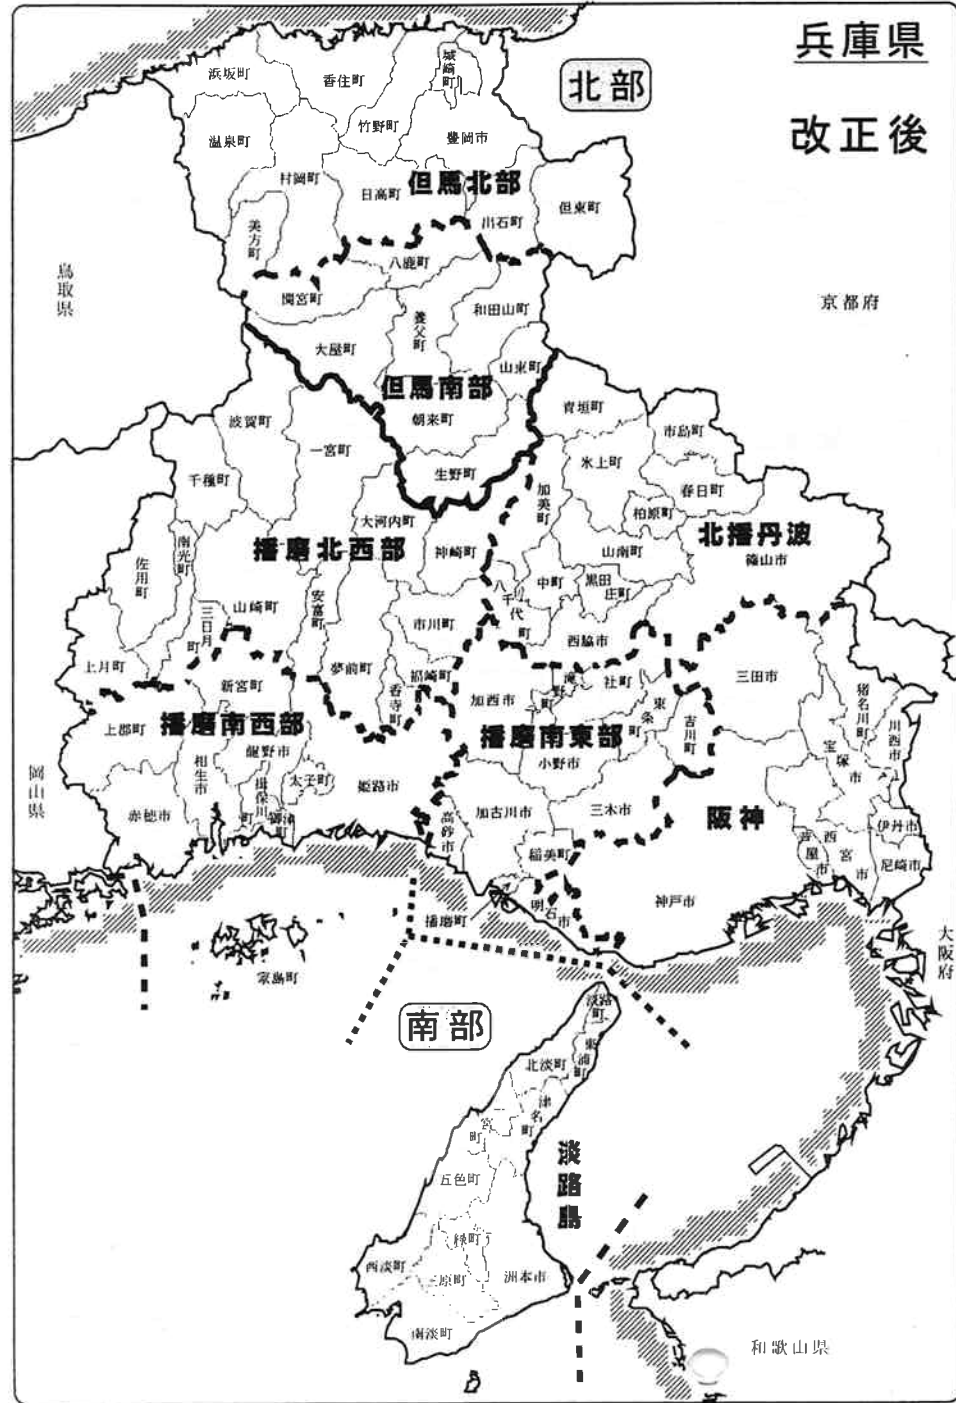 兵庫県
改正後
北部
浜坂町
香住町
城崎町
竹野町
豊岡市
温泉町
村岡町
日高町
但馬北部
美方町
川石町
但東町
八鹿町
関宮町
鳥取県
京都府
和田山町
養父町
大屋町
山東町
但馬南部
朝来町
生野町
青垣町
市島町
氷上町
春日町
柏原町
加美町
山南町
北播丹波
篠山市
波賀町
一宮町
千種町
大河内町
播磨北西部
神崎町
南光町
佐用町
三日月町
山崎町
安富町
中町
黒田庄町
八千代町
市川町
西脇市
上月町
夢前町
福崎町
香寺町
新宮町
加西市
滝野町
社町
東条町
吉川町
三田市
猪名川町
川西市
宝塚市
上郡町
播磨南西部
播磨南東部
龍野市
相生市
揖保川町
御津町
太子町
姫路市
小野市
岡山県
赤穂市
高砂市
加古川市
三木市
阪神
稲美町
伊丹市
芦屋市
西宮市
尼崎市
神戸市
明石市
播磨町
大阪府
家島町
南部
淡路町
東浦町
北淡町
津名町
宮町
五色町
淡路島
緑町
西淡町
三原町
洲本市
南淡町
和歌山県